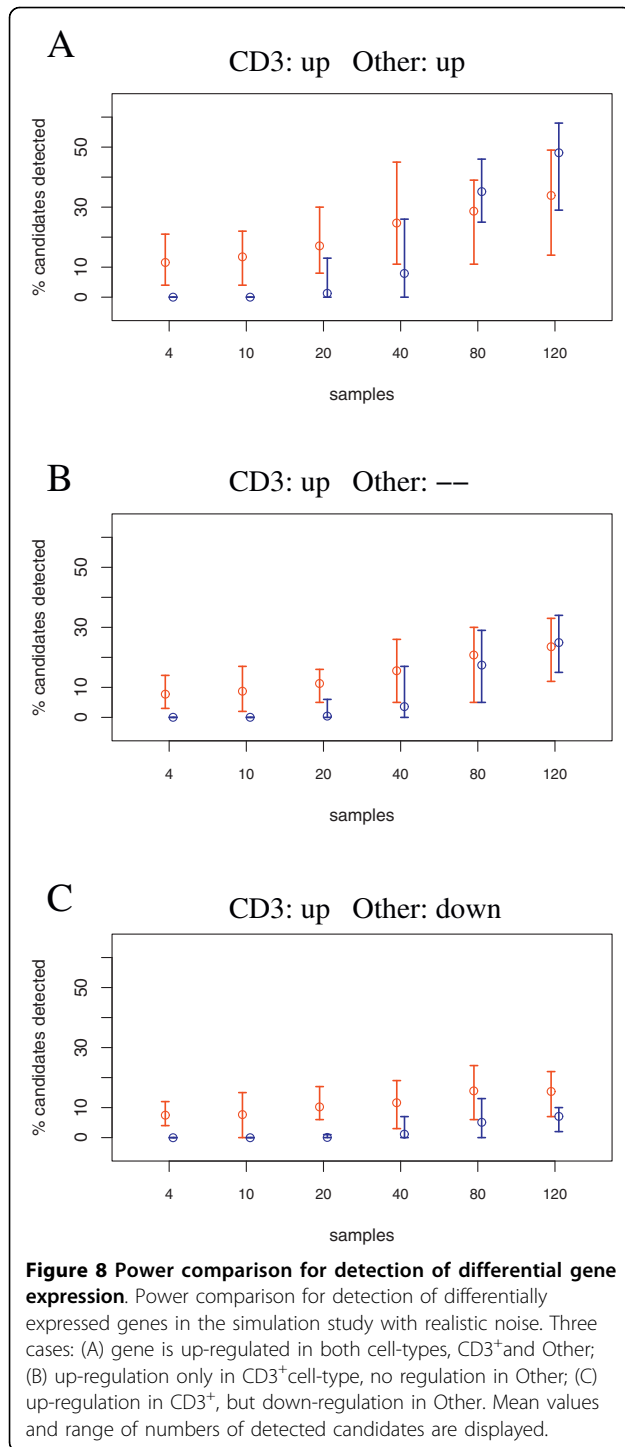 A
CD3: up Other: up
% candidates detected
50
30
10
0
4 10 20 40 80 120
samples
B
CD3: up Other: −−
% candidates detected
50
30
10
0
4 10 20 40 80 120
samples
C
CD3: up Other: down
% candidates detected
50
30
10
0
4 10 20 40 80 120
samples
Figure 8 Power comparison for detection of differential gene
expression. Power comparison for detection of differentially
expressed genes in the simulation study with realistic noise. Three
cases: (A) gene is up-regulated in both cell-types, CD3⁺and Other;
(B) up-regulation only in CD3⁺cell-type, no regulation in Other; (C)
up-regulation in CD3⁺, but down-regulation in Other. Mean values
and range of numbers of detected candidates are displayed.